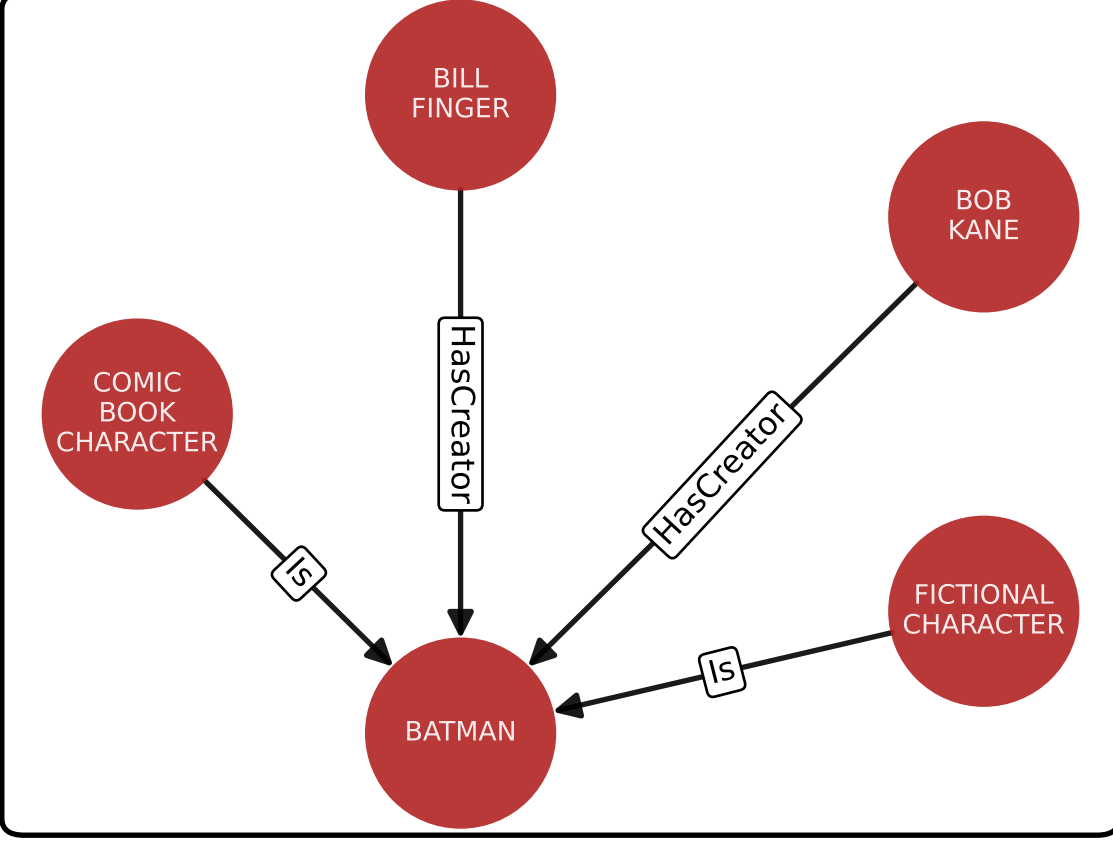 BILL
FINGER
BOB
KANE
HasCreator
COMIC
BOOK
CHARACTER
HasCreator
Is
FICTIONAL
CHARACTER
Is
BATMAN